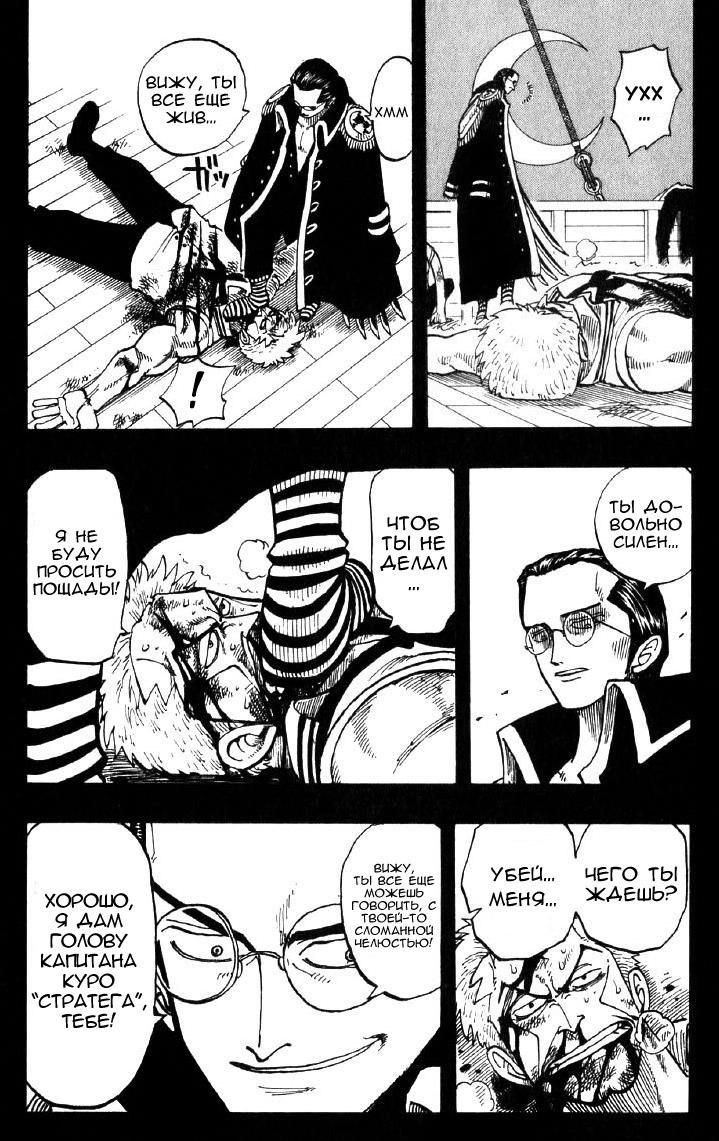 УХХ
...
ХММ
ВИЖУ, ТЫ
ВСЕ ЕЩЕ
ЖИВ...
ガッ
!
ТЫ ДО-
ВОЛЬНО
СИЛЕН...
ЧТОБ
ТЫ НЕ
ДЕЛАЛ
...
Я НЕ
БУДУ
ПРОСИТЬ
ПОЩАДЫ!
ЧЕГО ТЫ
ЖДЕШЬ?
УБЕЙ...
МЕНЯ...
ВИЖУ,
ТЫ ВСЕ ЕЩЕ
МОЖЕШЬ
ГОВОРИТЬ, С
ТВОЕЙ-ТО
СЛОМАННОЙ
ЧЕЛЮСТЬЮ!
ХОРОШО,
Я ДАМ
ГОЛОВУ
КАПИТАНА
КУРО
"СТРАТЕГА",
ТЕБЕ!